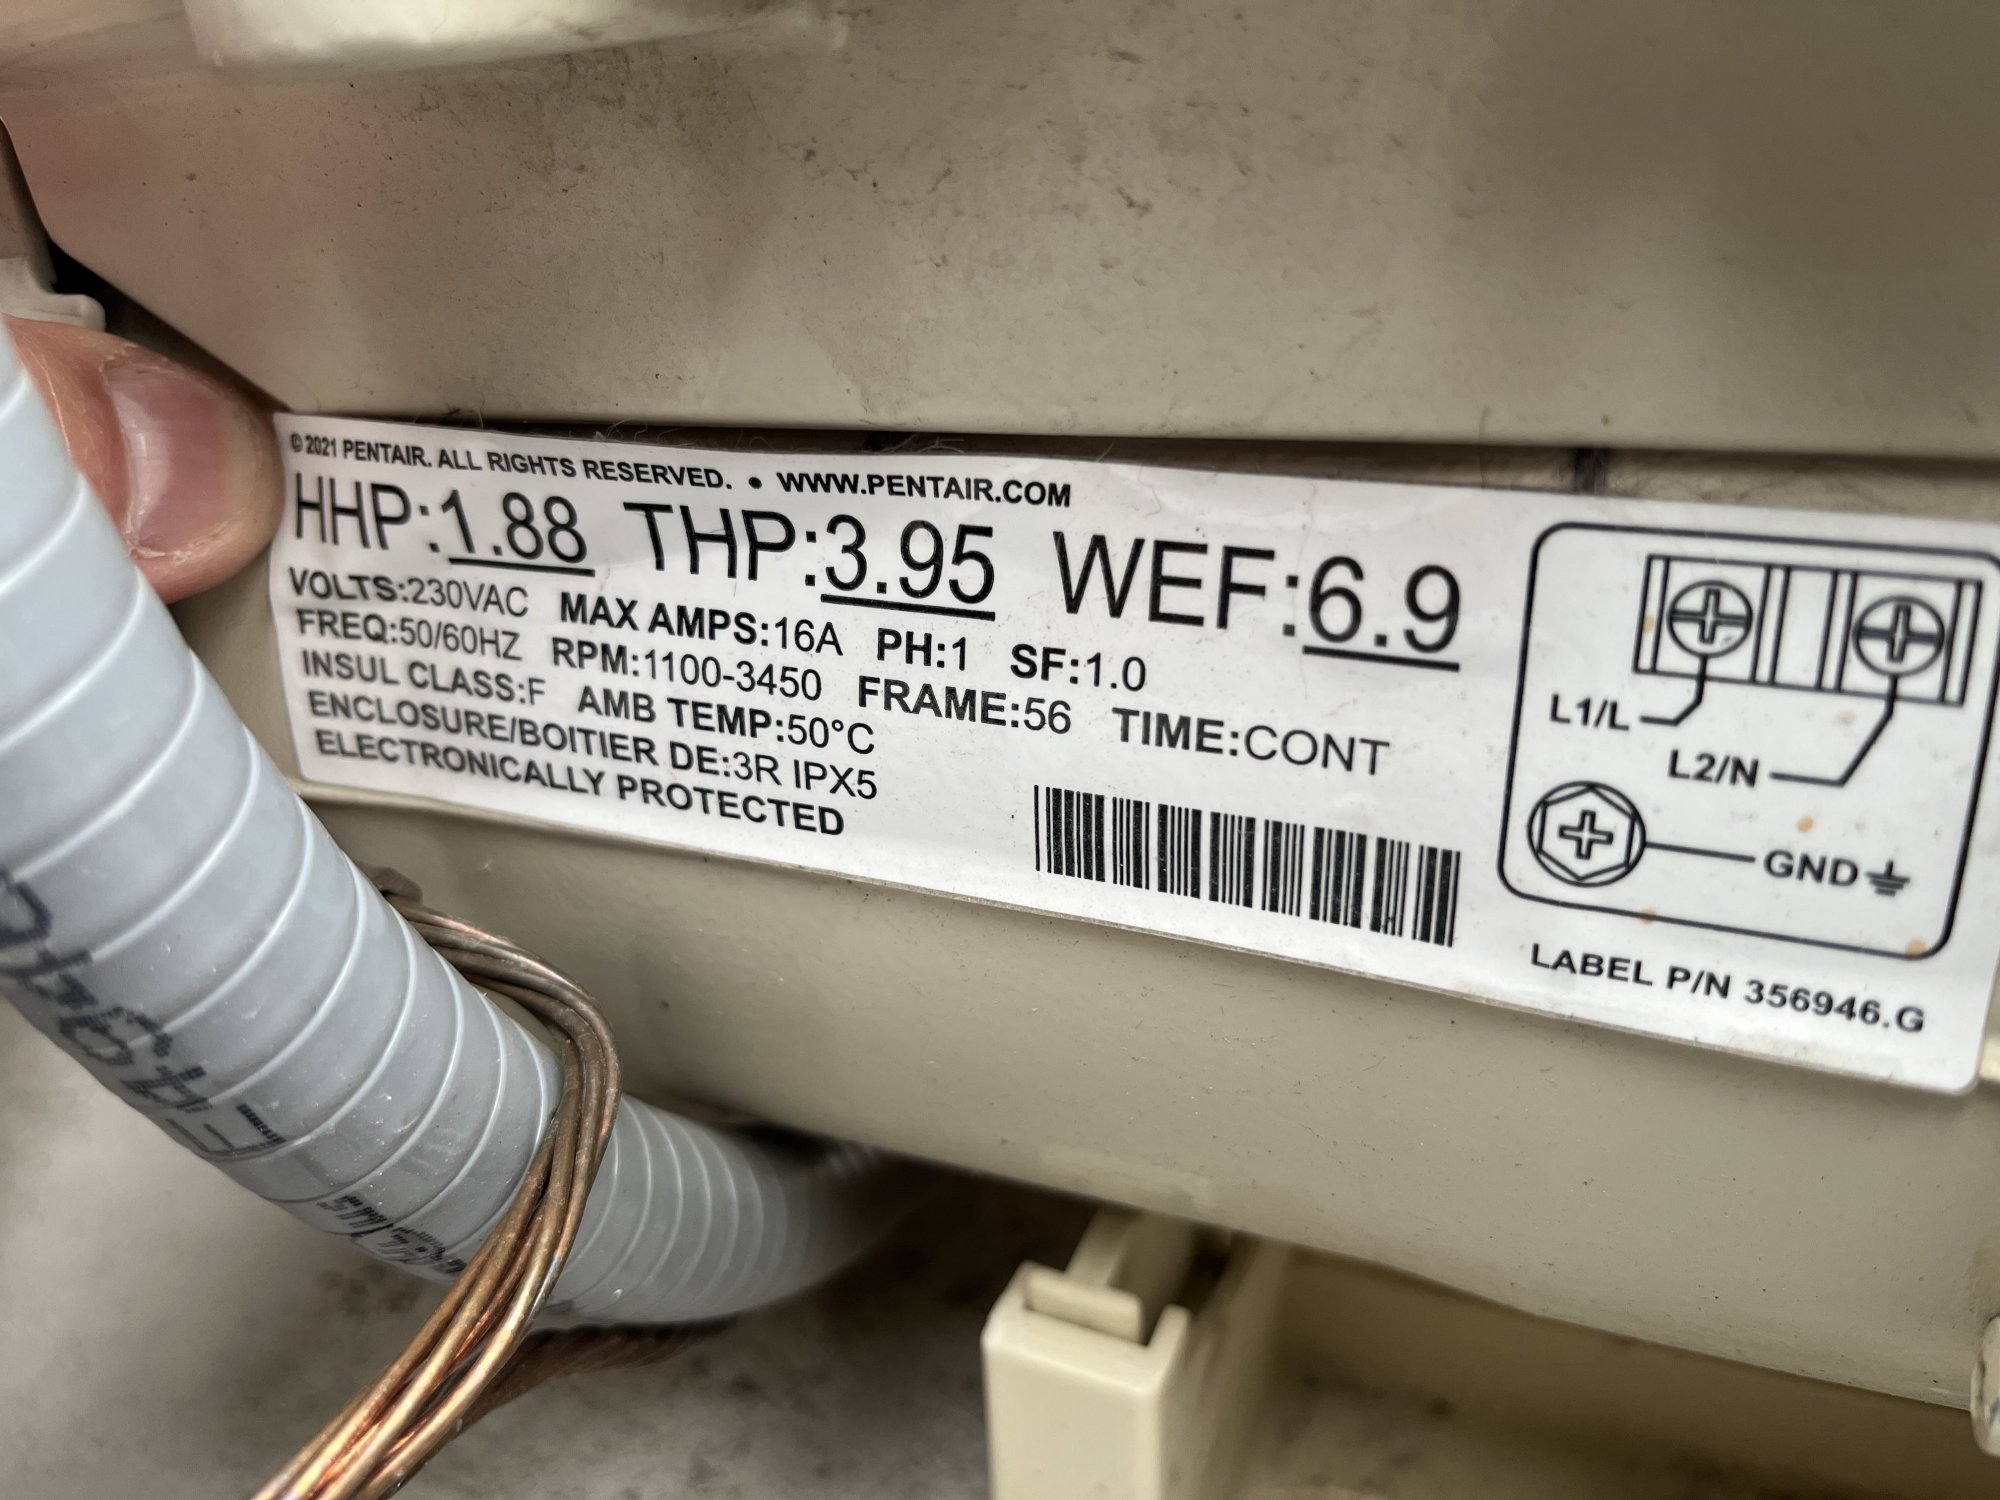 © 2021 PENTAIR. ALL RIGHTS RESERVED. • WWW.PENTAIR.COM
HHP:1.88 THP:3.95 WEF:6.9
VOLTS:230VAC MAX AMPS:16A PH:1 SF:1.0
FREQ:50/60HZ RPM:1100-3450 FRAME:56 TIME:CONT
INSUL CLASS:F AMB TEMP:50°C
ENCLOSURE/BOITIER DE:3R IPX5
ELECTRONICALLY PROTECTED
L1/L
L2/N
GND
LABEL P/N 356946.G